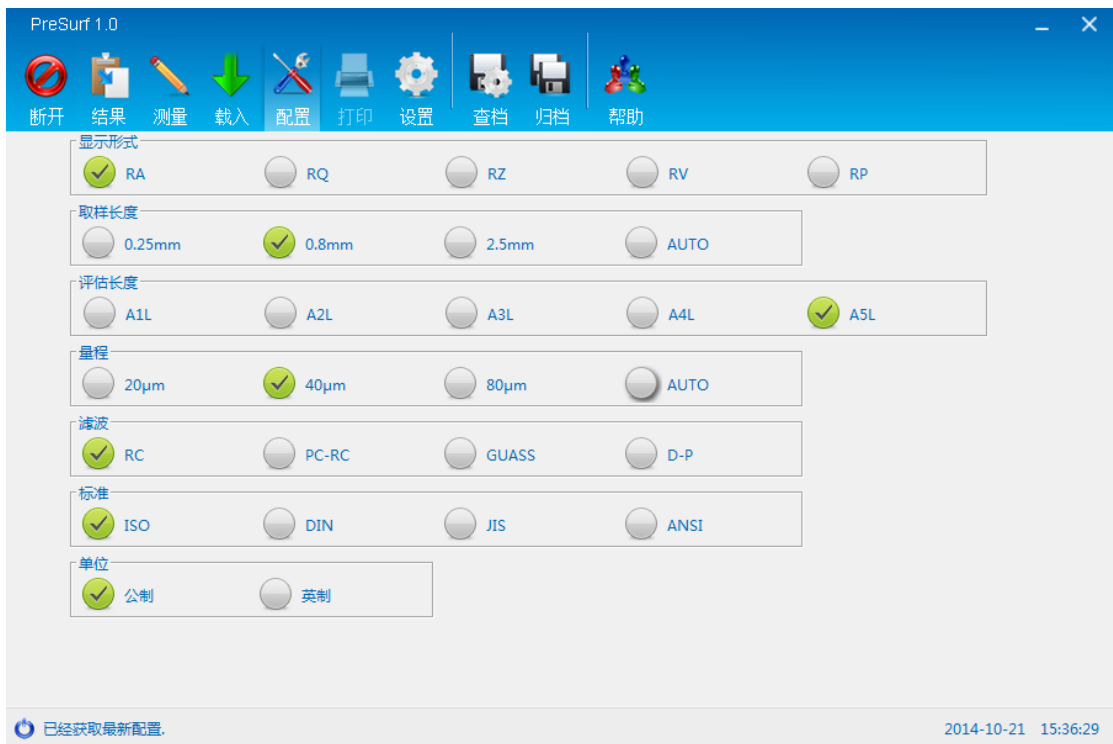 PreSurf 1.0
断开 结果 测量 载入 配置 打印 设置 查档 归档 帮助
显示形式
RA RQ RZ RV RP
取样长度
0.25mm 0.8mm 2.5mm AUTO
评估长度
A1L A2L A3L A4L A5L
量程
20μm 40μm 80μm AUTO
滤波
RC PC-RC GUASS D-P
标准
ISO DIN JIS ANSI
单位
公制 英制
已经获取最新配置. 2014-10-21 15:36:29